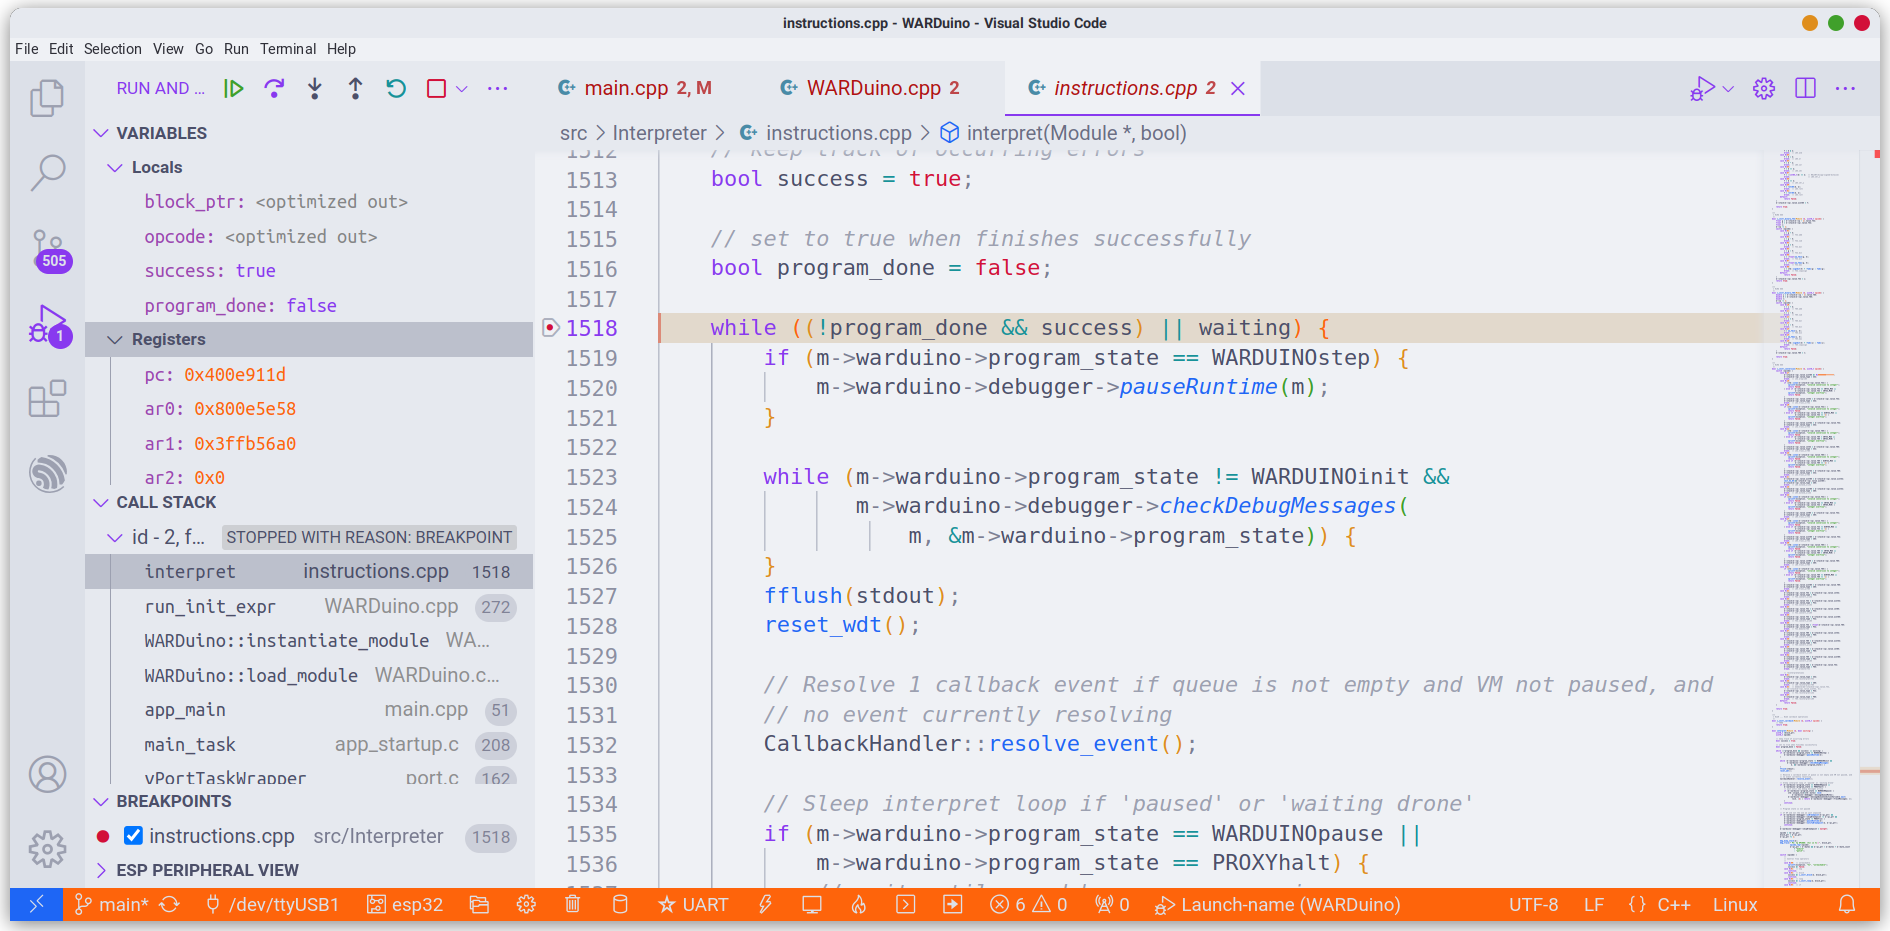 instructions.cpp - WARDuino - Visual Studio Code
File Edit Selection View Go Run Terminal Help
RUN AND ...
main.cpp 2, M
WARDuino.cpp 2
instructions.cpp 2
src > Interpreter > instructions.cpp > interpret(Module *, bool)
VARIABLES
Locals
block_ptr: <optimized out>
opcode: <optimized out>
success: true
program_done: false
Registers
pc: 0x400e911d
ar0: 0x800e5e58
ar1: 0x3ffb56a0
ar2: 0x0
505
1
CALL STACK
id - 2, f... STOPPED WITH REASON: BREAKPOINT
interpret instructions.cpp 1518
run_init_expr WARDuino.cpp 272
WARDuino::instantiate_module WA...
WARDuino::load_module WARDuino.c...
app_main main.cpp 51
main_task app_startup.c 208
vPortTaskWrapper port.c 162
BREAKPOINTS
instructions.cpp src/Interpreter 1518
ESP PERIPHERAL VIEW
1512 // Keep track of occurring errors
1513 bool success = true;
1514
1515 // set to true when finishes successfully
1516 bool program_done = false;
1517
1518 while ((!program_done && success) || waiting) {
1519 if (m->warduino->program_state == WARDUINOstep) {
1520 m->warduino->debugger->pauseRuntime(m);
1521 }
1522
1523 while (m->warduino->program_state != WARDUINOinit &&
1524 m->warduino->debugger->checkDebugMessages(
1525 m, &m->warduino->program_state)) {
1526 }
1527 fflush(stdout);
1528 reset_wdt();
1529
1530 // Resolve 1 callback event if queue is not empty and VM not paused, and
1531 // no event currently resolving
1532 CallbackHandler::resolve_event();
1533
1534 // Sleep interpret loop if 'paused' or 'waiting drone'
1535 if (m->warduino->program_state == WARDUINOpause ||
1536 m->warduino->program_state == PROXYhalt) {
main* /dev/ttyUSB1 esp32 UART 6 0 0 Launch-name (WARDuino) UTF-8 LF {} C++ Linux